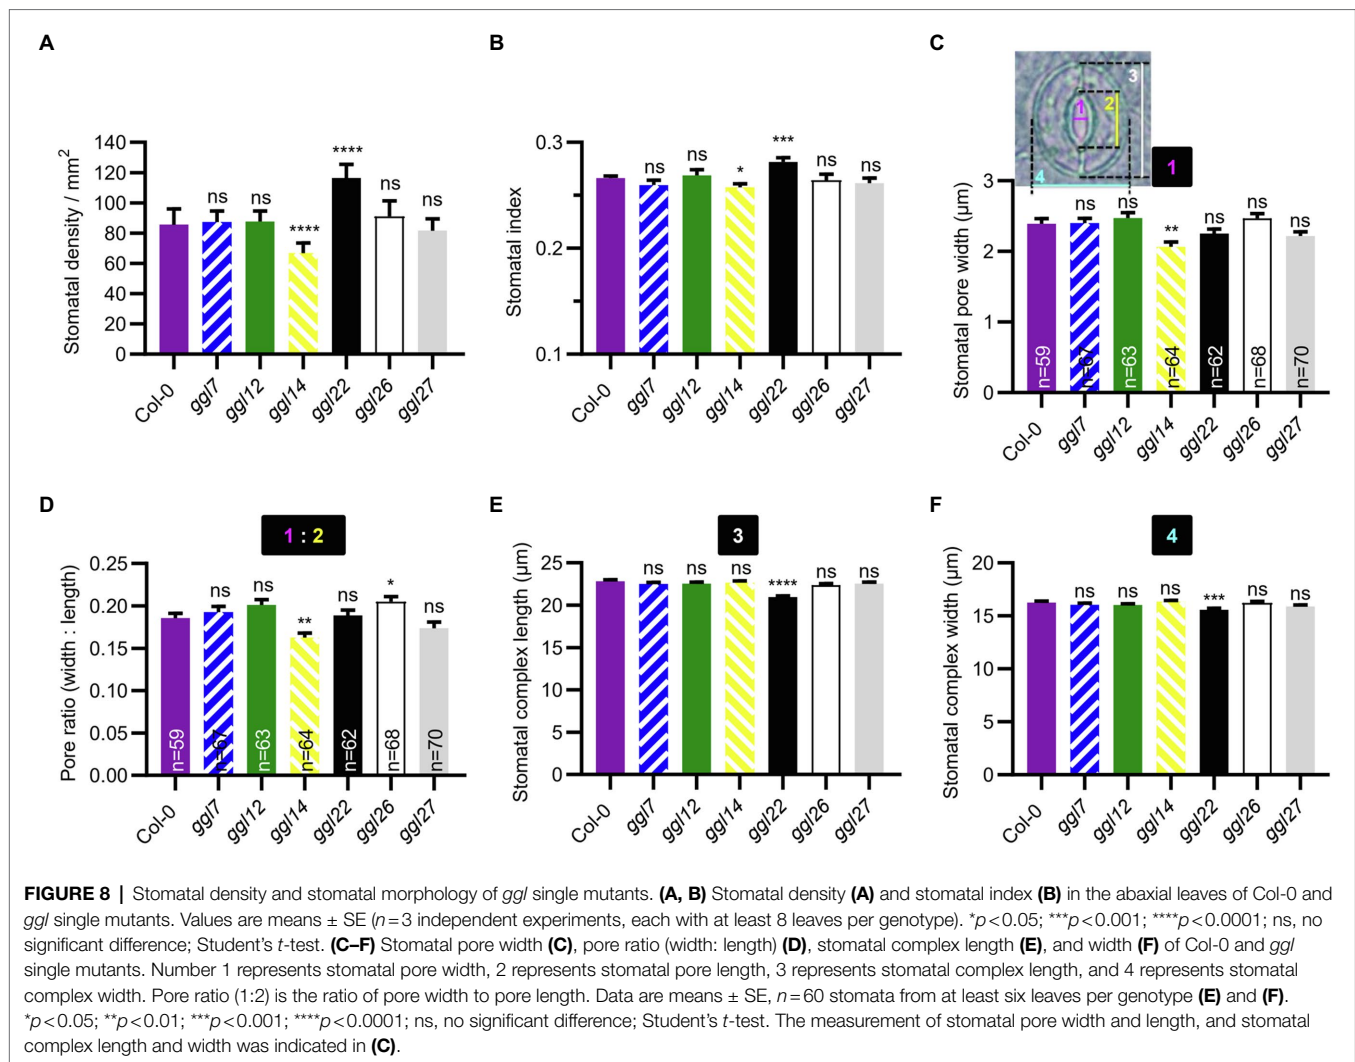 A
Stomatal density / mm2
140
120
100
80
60
40
20
0
ns
ns
****
****
ns
ns
Col-0
ggl7
ggl12
ggl14
ggl22
ggl26
ggl27
B
Stomatal index
0.3
0.2
0.1
ns
ns
*
***
ns
ns
Col-0
ggl7
ggl12
ggl14
ggl22
ggl26
ggl27
C
1
2
3
4
1
Stomatal pore width (µm)
3
2
1
0
ns
ns
**
ns
ns
ns
n=59
n=67
n=63
n=64
n=62
n=68
n=70
Col-0
ggl7
ggl12
ggl14
ggl22
ggl26
ggl27
D
1 : 2
Pore ratio (width : length)
0.25
0.20
0.15
0.10
0.05
0.00
ns
ns
**
ns
*
ns
n=59
n=67
n=63
n=64
n=62
n=68
n=70
Col-0
ggl7
ggl12
ggl14
ggl22
ggl26
ggl27
E
3
Stomatal complex length (µm)
25
20
15
10
5
0
ns
ns
ns
****
ns
ns
Col-0
ggl7
ggl12
ggl14
ggl22
ggl26
ggl27
F
4
Stomatal complex width (µm)
20
15
10
5
0
ns
ns
ns
***
ns
ns
Col-0
ggl7
ggl12
ggl14
ggl22
ggl26
ggl27
FIGURE 8 | Stomatal density and stomatal morphology of ggl single mutants. (A, B) Stomatal density (A) and stomatal index (B) in the abaxial leaves of Col-0 and
ggl single mutants. Values are means ± SE (n=3 independent experiments, each with at least 8 leaves per genotype). *p<0.05; ***p<0.001; ****p<0.0001; ns, no
significant difference; Student's t-test. (C–F) Stomatal pore width (C), pore ratio (width: length) (D), stomatal complex length (E), and width (F) of Col-0 and ggl
single mutants. Number 1 represents stomatal pore width, 2 represents stomatal pore length, 3 represents stomatal complex length, and 4 represents stomatal
complex width. Pore ratio (1:2) is the ratio of pore width to pore length. Data are means ± SE, n=60 stomata from at least six leaves per genotype (E) and (F).
*p<0.05; **p<0.01; ***p<0.001; ****p<0.0001; ns, no significant difference; Student's t-test. The measurement of stomatal pore width and length, and stomatal
complex length and width was indicated in (C).